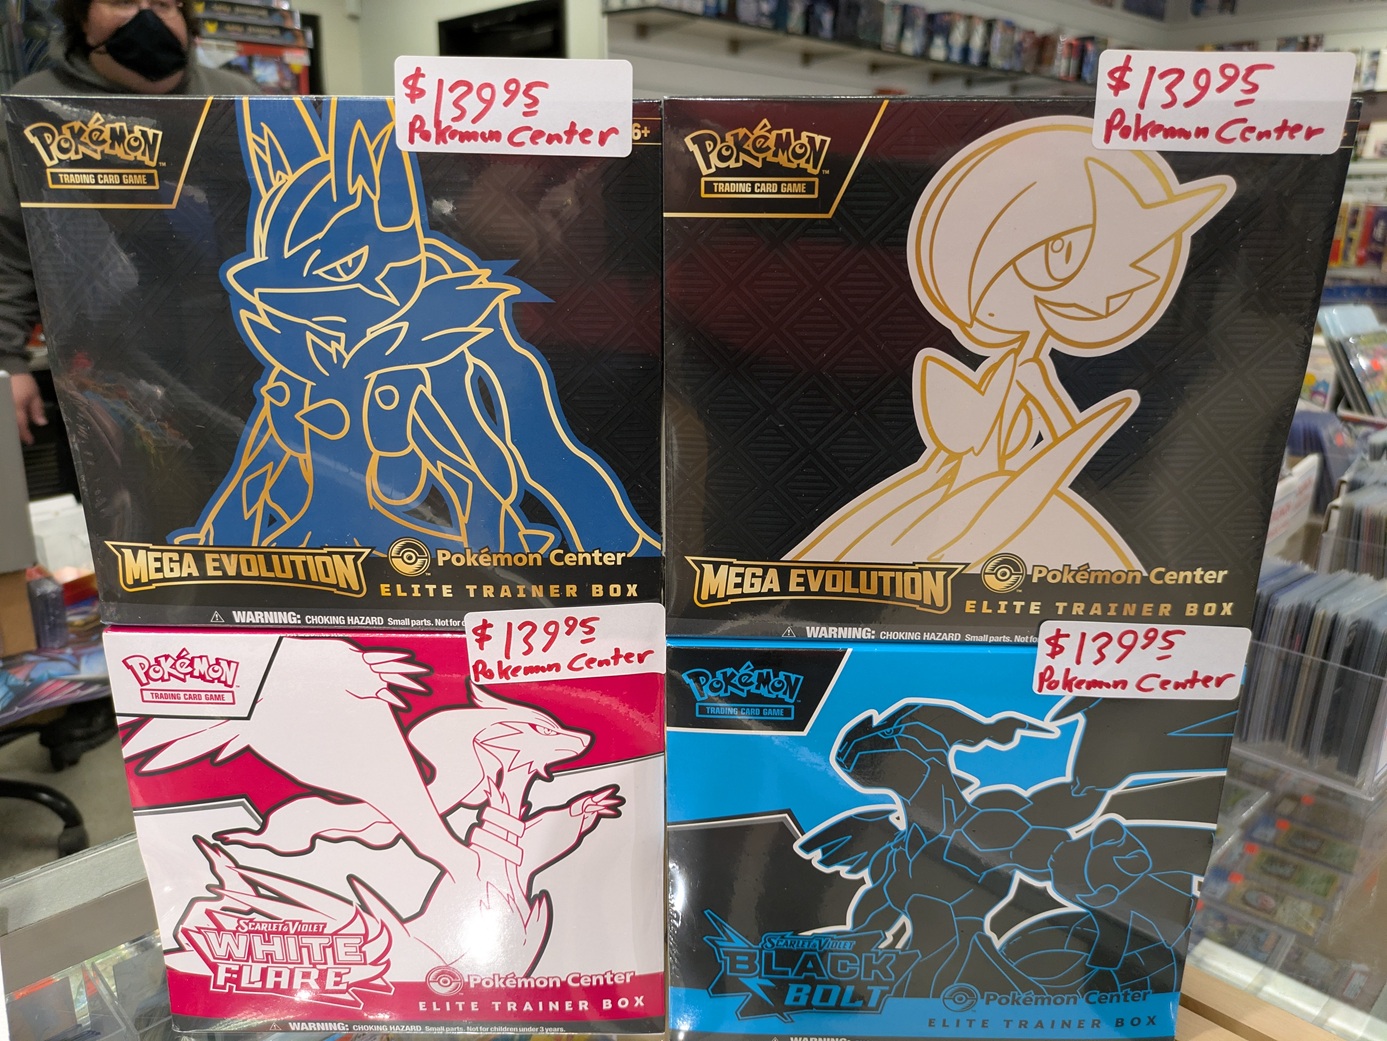 $139.95
Pokemon Center
6+
POKéMON™
TRADING CARD GAME
MEGA EVOLUTION
Pokémon Center
ELITE TRAINER BOX
WARNING: CHOKING HAZARD Small parts. Not for
$139.95
Pokemon Center
POKéMON™
TRADING CARD GAME
MEGA EVOLUTION
Pokémon Center
ELITE TRAINER BOX
WARNING: CHOKING HAZARD Small parts. Not fo
$139.95
Pokemon Center
POKéMON
TRADING CARD GAME
SCARLET & VIOLET
WHITE
FLARE
Pokémon Center
ELITE TRAINER BOX
WARNING: CHOKING HAZARD Small parts. Not for children under 3 years.
$139.95
Pokemon Center
POKéMON
TRADING CARD GAME
SCARLET & VIOLET
BLACK
BOLT
Pokémon Center
ELITE TRAINER BOX
WARNING: